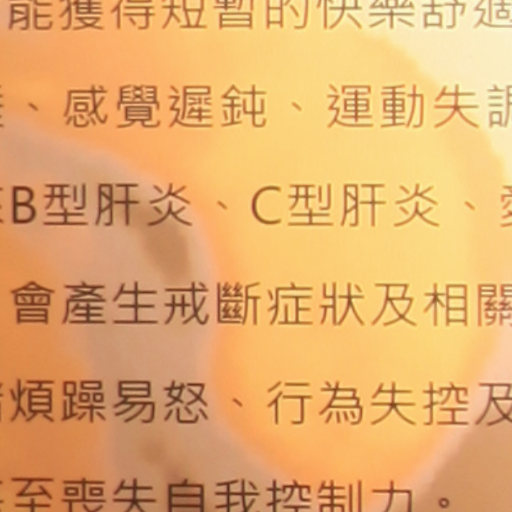 能獲得短暫的快樂舒適
、感覺遲鈍、運動失調
B型肝炎、C型肝炎、
會產生戒斷症狀及相關
煩躁易怒、行為失控及
至喪失自我控制力。